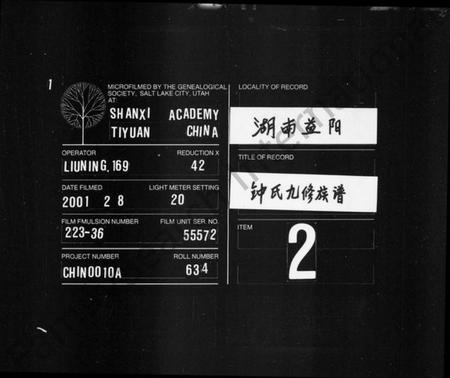 1
MICROFILMED BY THE GENEALOGICAL
SOCIETY, SALT LAKE CITY, UTAH
AT:
SHANXI ACADEMY
TIYUAN CHINA
OPERATOR REDUCTION X
LIUNING, 169 42
DATE FILMED LIGHT METER SETTING
2001 2 8 20
FILM EMULSION NUMBER FILM UNIT SER. NO.
223-36 55572
PROJECT NUMBER ROLL NUMBER
CHIN0010A 634
LOCALITY OF RECORD
湖南益阳
TITLE OF RECORD
钟氏九修族谱
ITEM
2